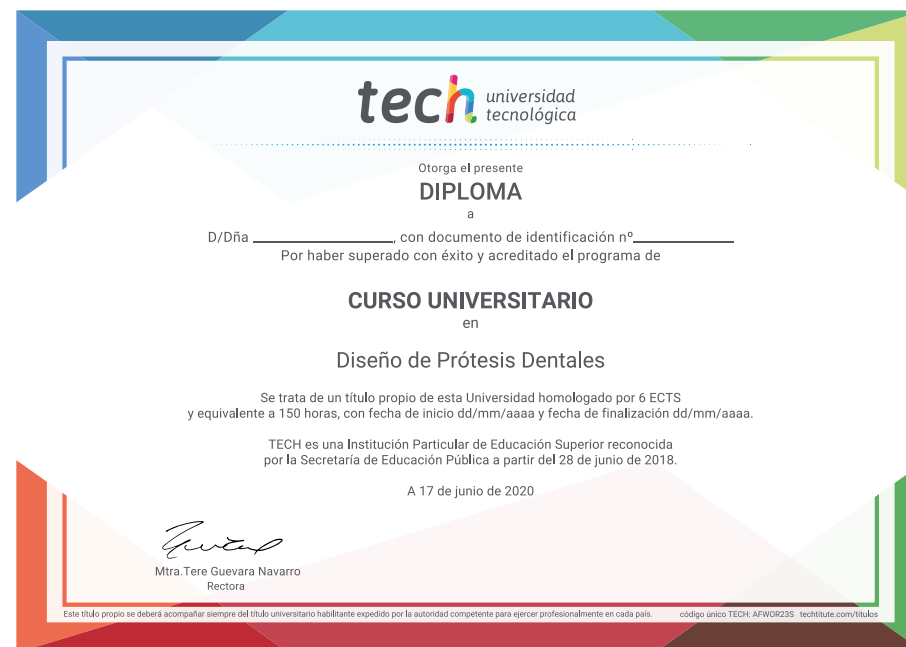 tech universidad
tecnológica
Otorga el presente
DIPLOMA
a
D/Dña ____________________, con documento de identificación nº______________
Por haber superado con éxito y acreditado el programa de
CURSO UNIVERSITARIO
en
Diseño de Prótesis Dentales
Se trata de un título propio de esta Universidad homologado por 6 ECTS
y equivalente a 150 horas, con fecha de inicio dd/mm/aaaa y fecha de finalización dd/mm/aaaa.
TECH es una Institución Particular de Educación Superior reconocida
por la Secretaría de Educación Pública a partir del 28 de junio de 2018.
A 17 de junio de 2020
Mtra.Tere Guevara Navarro
Rectora
Este título propio se deberá acompañar siempre del título universitario habilitante expedido por la autoridad competente para ejercer profesionalmente en cada país. código único TECH: AFWOR23S techtitute.com/titulos